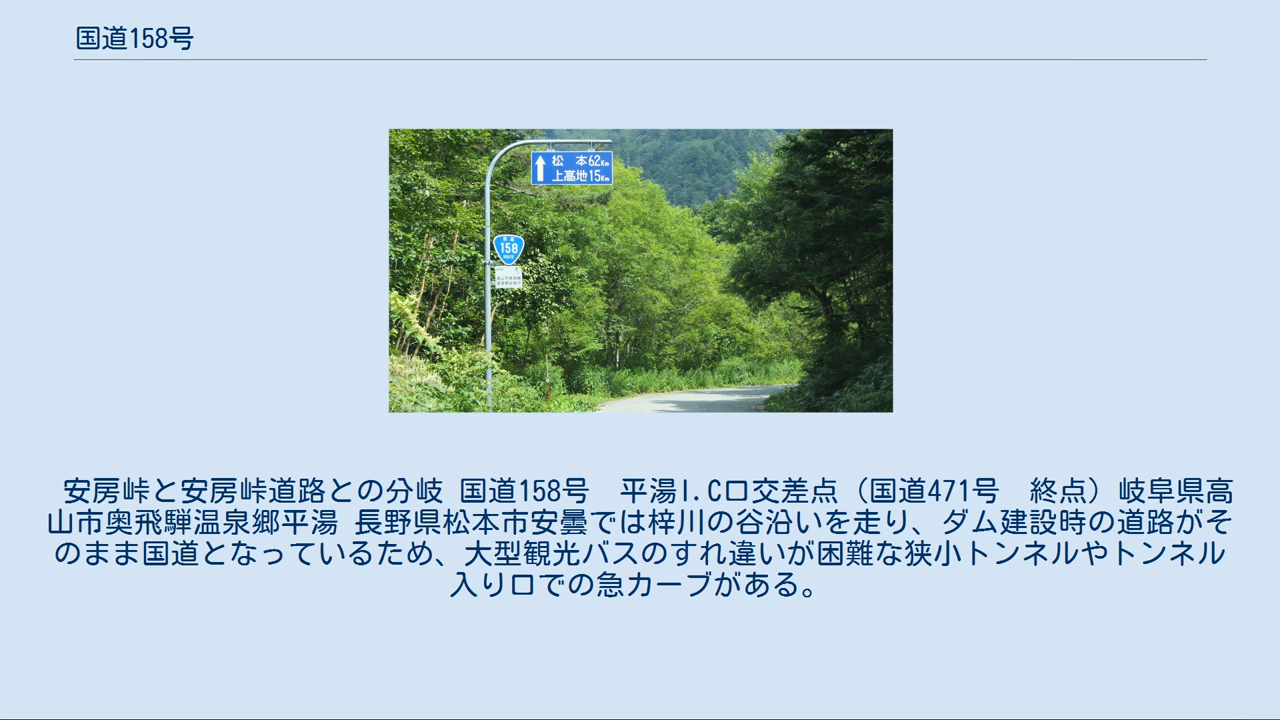 国道158号
松　本62Km
上高地15Km
158
ROUTE
安房峠と安房峠道路との分岐 国道158号　平湯I.C口交差点（国道471号　終点）岐阜県高
山市奥飛騨温泉郷平湯 長野県松本市安曇では梓川の谷沿いを走り、ダム建設時の道路がそ
のまま国道となっているため、大型観光バスのすれ違いが困難な狭小トンネルやトンネル
入り口での急カーブがある。